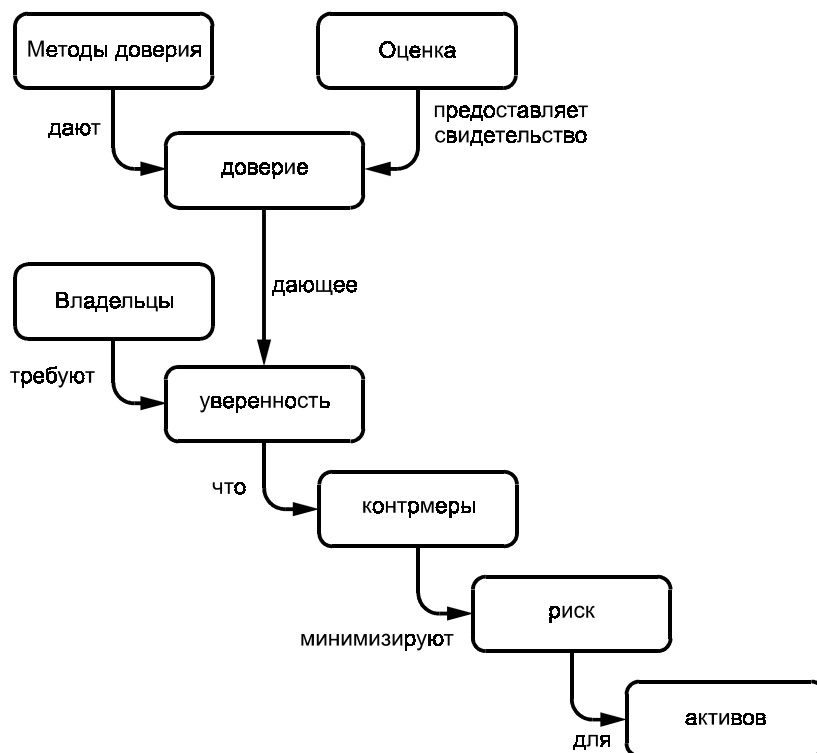 Методы доверия
Оценка
дают
предоставляет
свидетельство
доверие
дающее
Владельцы
требуют
уверенность
что
контрмеры
минимизируют
риск
для
активов